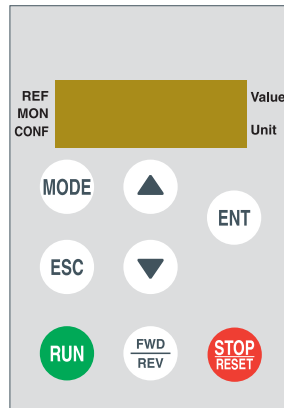 REF
Value
MON
CONF
Unit
MODE
ENT
ESC
RUN
FWD
REV
STOP
RESET